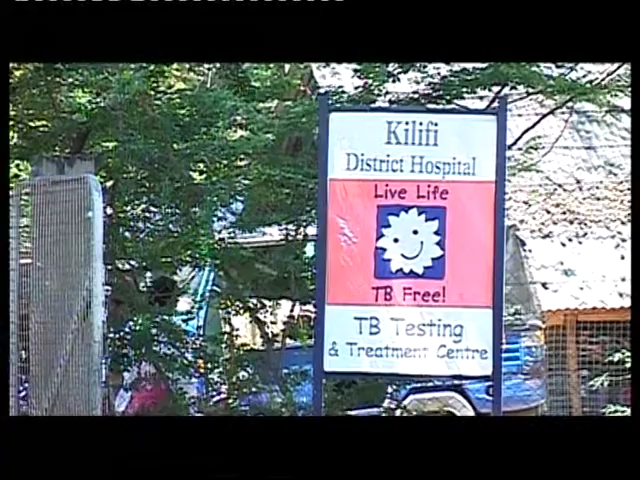 Kilifi
District Hospital
Live Life
TB Free!
TB Testing
& Treatment Centre